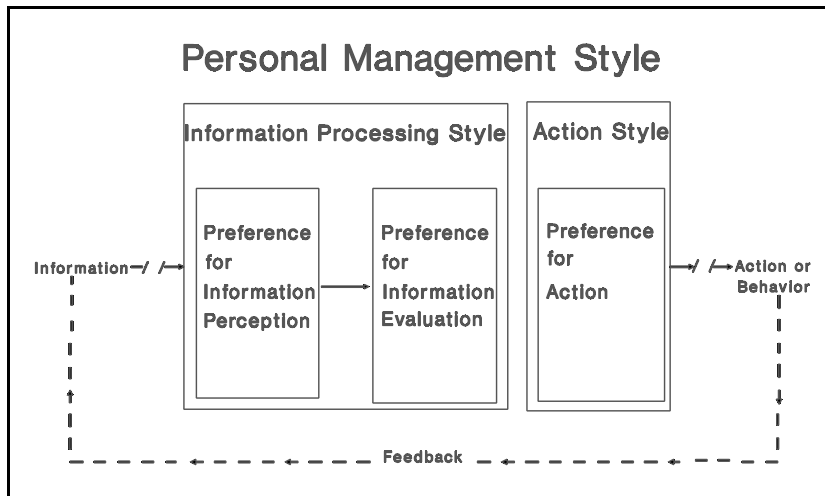 Personal Management Style
Information Processing Style
Action Style
Preference
for
Information
Perception
Preference
for
Information
Evaluation
Preference
for
Action
Information
Action or
Behavior
Feedback